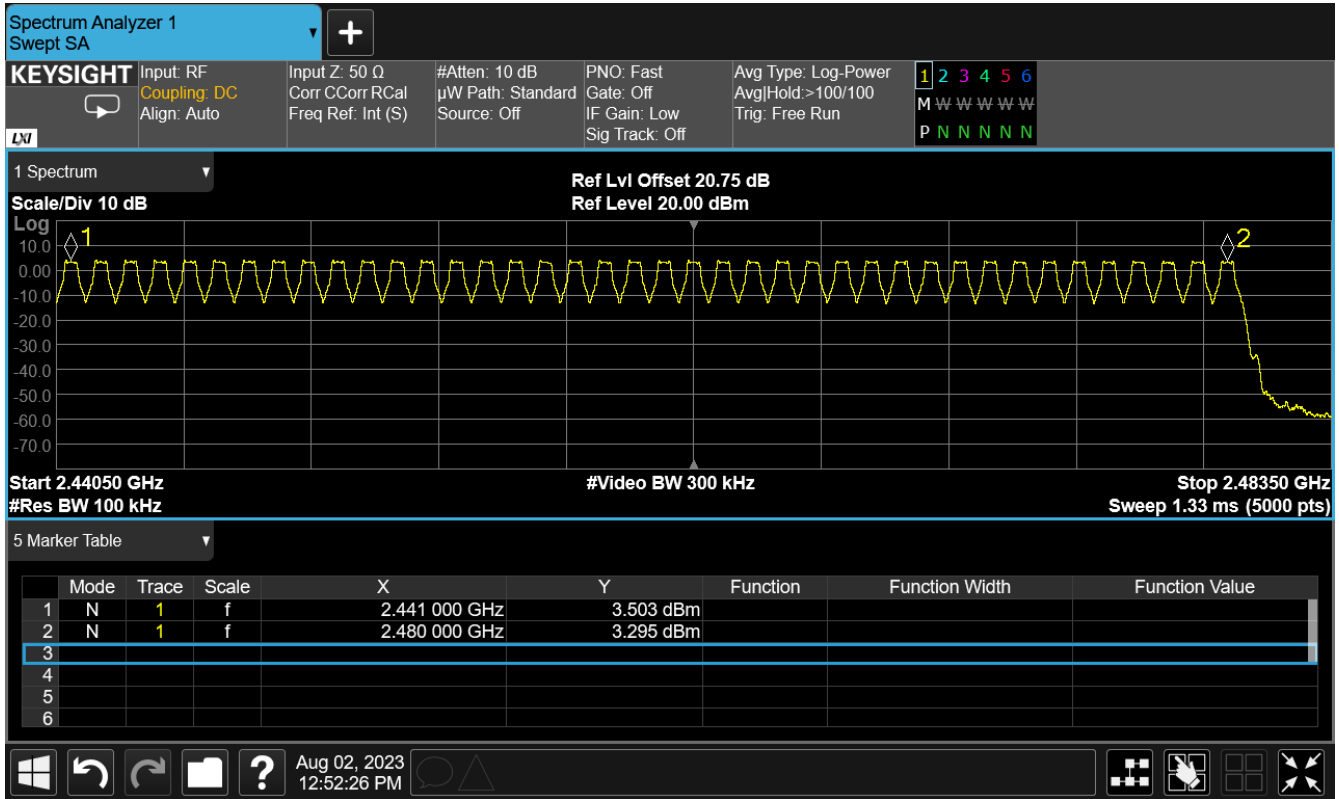 Spectrum Analyzer 1
Swept SA
KEYSIGHT
LXI
Input: RF
Coupling: DC
Align: Auto
Input Z: 50 Ω
Corr CCorr RCal
Freq Ref: Int (S)
#Atten: 10 dB
µW Path: Standard
Source: Off
PNO: Fast
Gate: Off
IF Gain: Low
Sig Track: Off
Avg Type: Log-Power
Avg|Hold:>100/100
Trig: Free Run
1 2 3 4 5 6
M W W W W W
P N N N N N
1 Spectrum
Scale/Div 10 dB
Ref Lvl Offset 20.75 dB
Ref Level 20.00 dBm
Log
1
2
10.0
0.00
-10.0
-20.0
-30.0
-40.0
-50.0
-60.0
-70.0
Start 2.44050 GHz
#Video BW 300 kHz
Stop 2.48350 GHz
#Res BW 100 kHz
Sweep 1.33 ms (5000 pts)
5 Marker Table
Mode Trace Scale X Y Function Function Width Function Value
1 N 1 f 2.441 000 GHz 3.503 dBm
2 N 1 f 2.480 000 GHz 3.295 dBm
3
4
5
6
?
Aug 02, 2023
12:52:26 PM